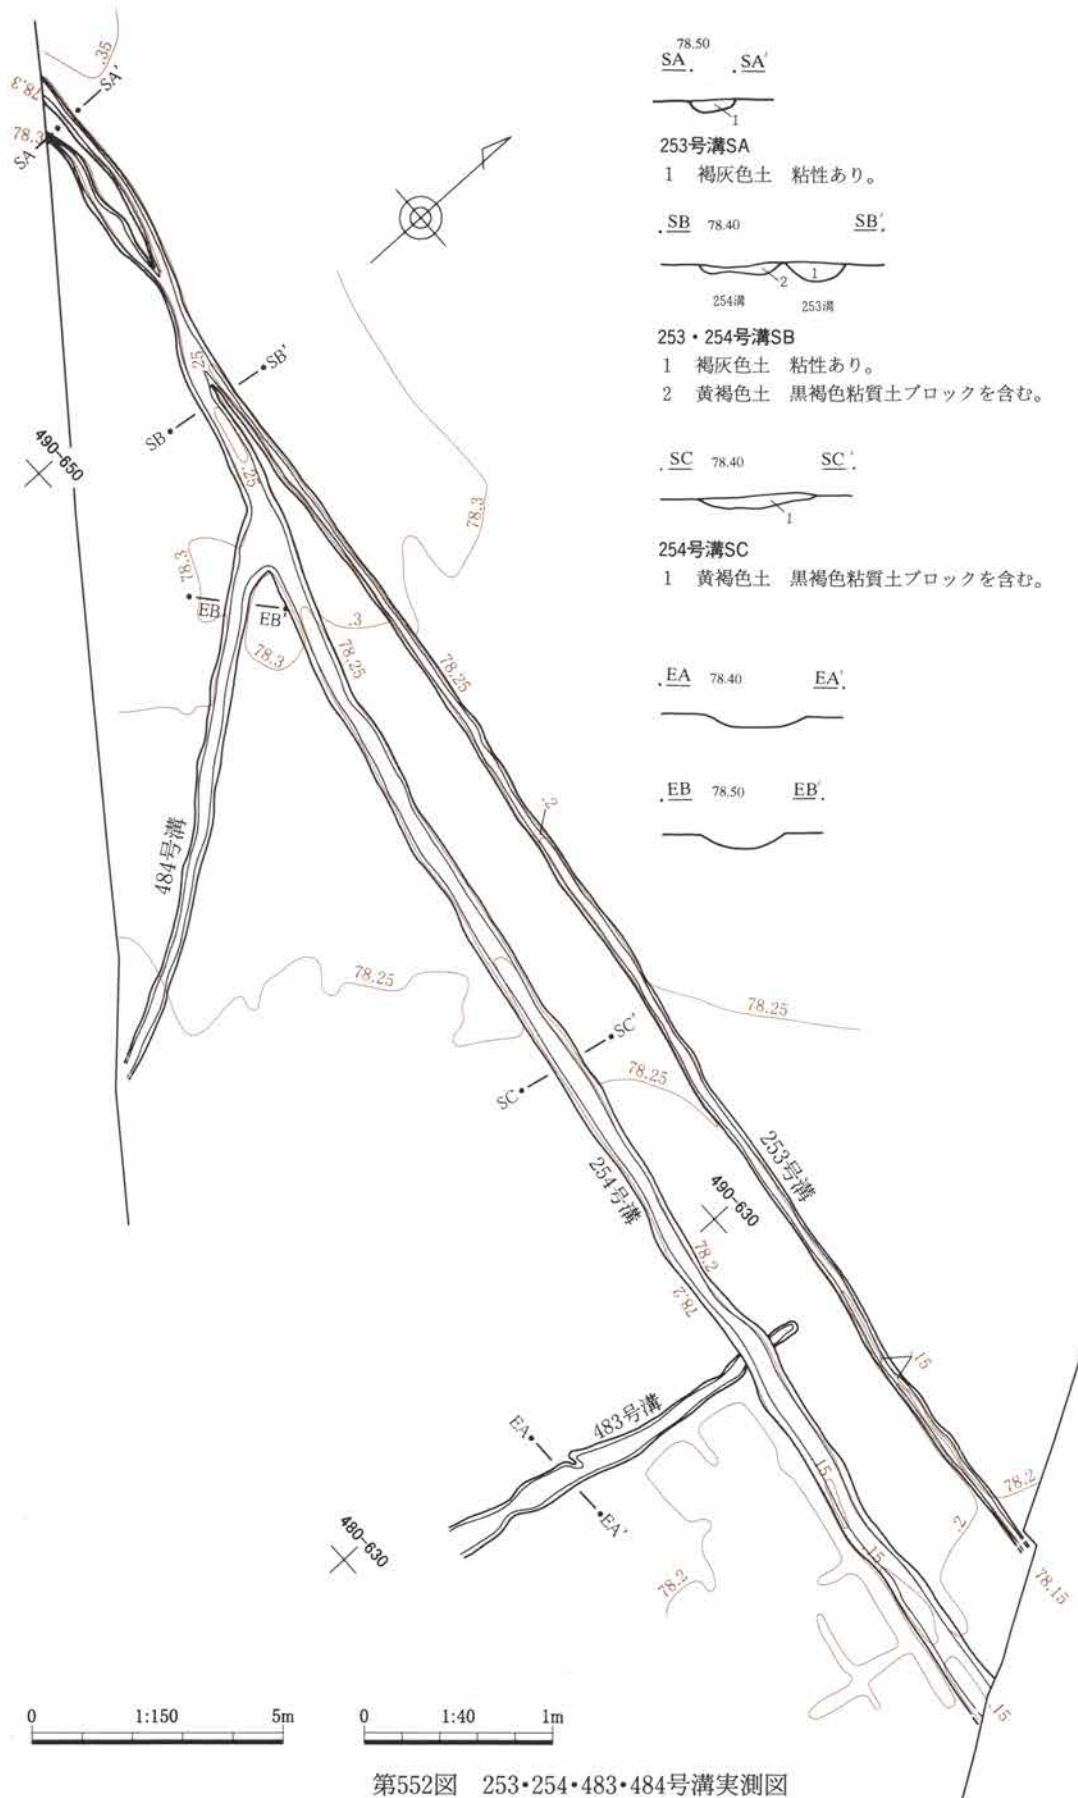 .35
78.3
SA'
78.3
SA
78.50
SA SA'
1
253号溝SA
1 褐灰色土 粘性あり。
SB 78.40 SB'
1
2
254溝 253溝
253・254号溝SB
1 褐灰色土 粘性あり。
2 黄褐色土 黒褐色粘質土ブロックを含む。
SC 78.40 SC'
1
254号溝SC
1 黄褐色土 黒褐色粘質土ブロックを含む。
EA 78.40 EA'
EB 78.50 EB'
.25
SB'
SB
490-650
.25
78.3
78.3
EB
EB'
.3
78.3
78.25
78.25
.2
484号溝
78.25
78.25
SC'
SC
78.25
253号溝
254号溝
490-630
78.2
78.2
.15
483号溝
EA
EA'
480-630
.15
.15
78.2
.2
78.2
78.15
.15
0 1:150 5m
0 1:40 1m
第552図 253・254・483・484号溝実測図